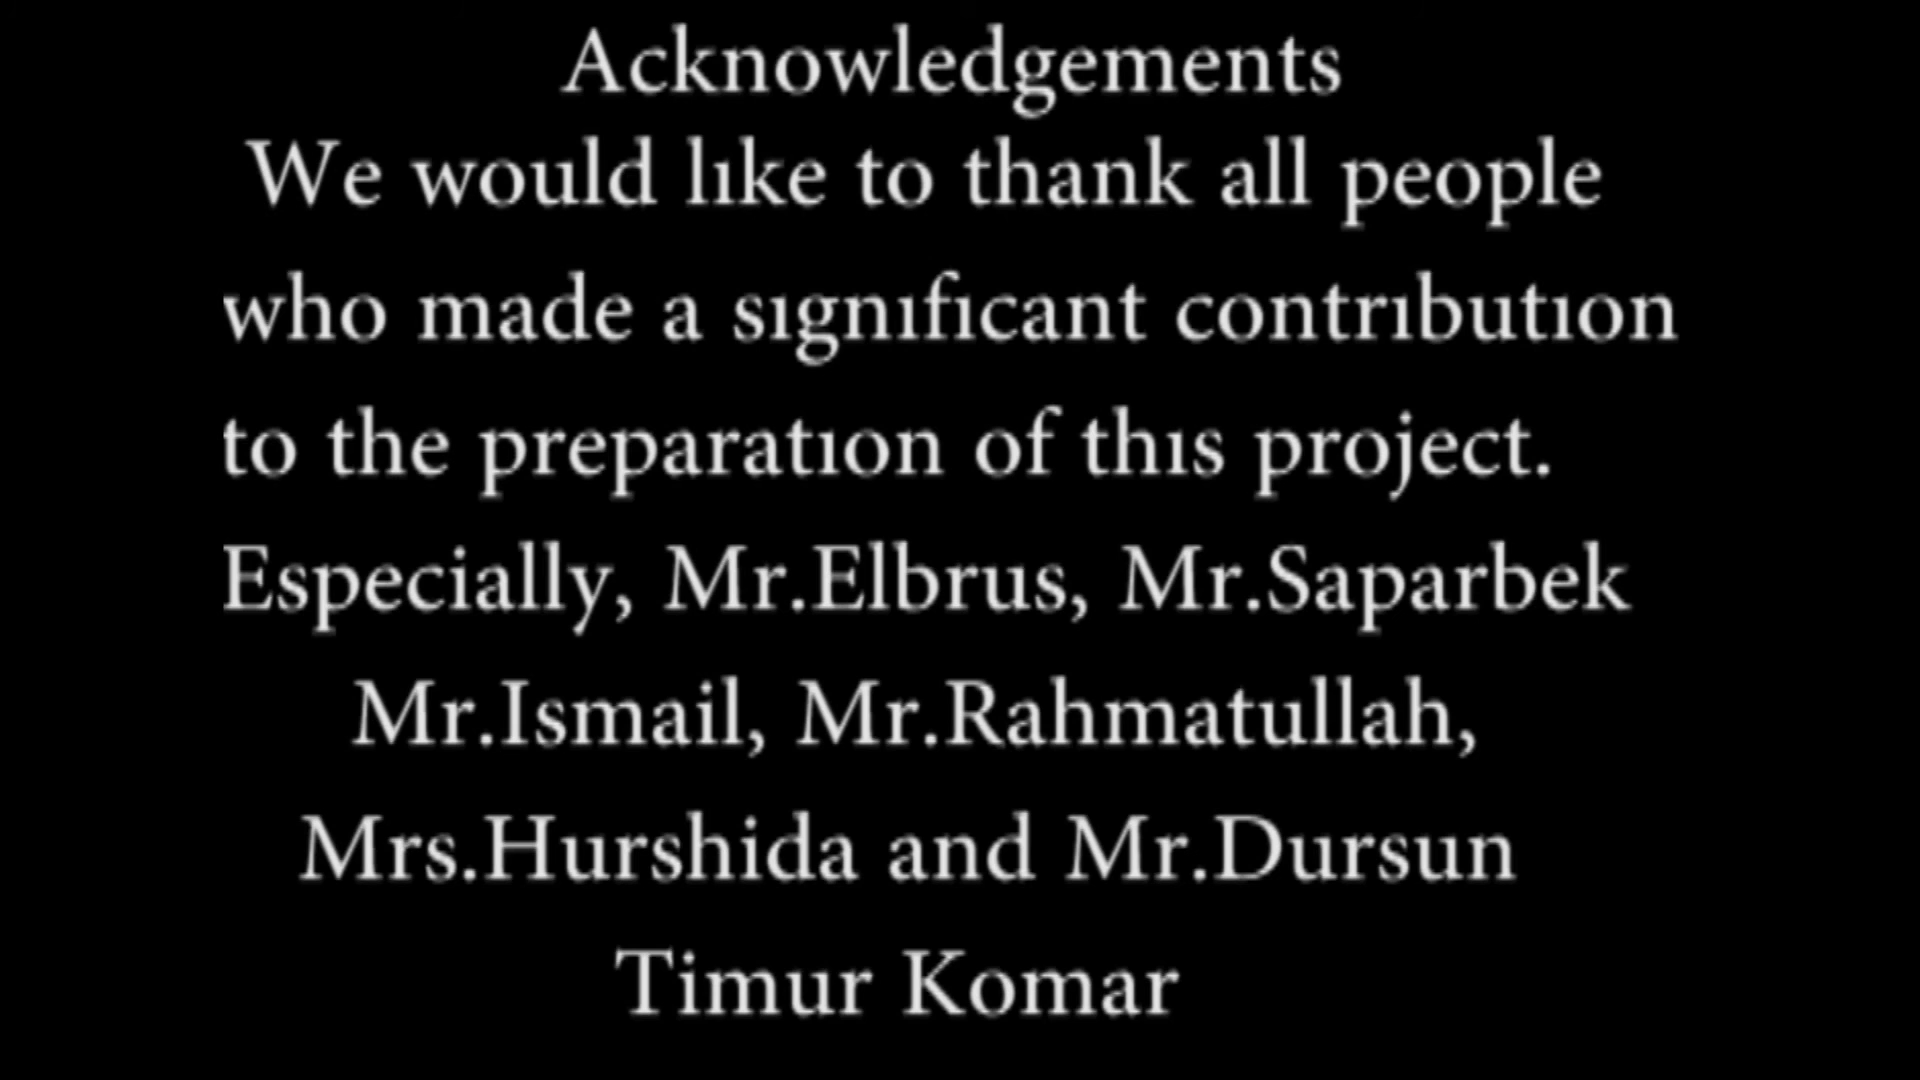 Acknowledgements
We would lıke to thank all people
who made a sıgnıfıcant contrıbutıon
to the preparatıon of thıs project.
Especially, Mr.Elbrus, Mr.Saparbek
Mr.Ismail, Mr.Rahmatullah,
Mrs.Hurshida and Mr.Dursun
Timur Komar